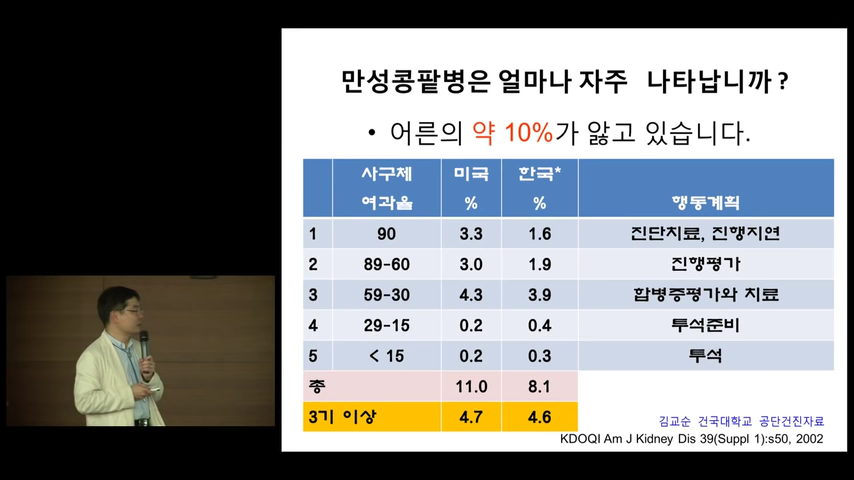 만성콩팥병은 얼마나 자주 나타납니까 ?
• 어른의 약 10%가 앓고 있습니다.
사구체 여과율 미국 % 한국* % 행동계획
1 90 3.3 1.6 진단치료, 진행지연
2 89-60 3.0 1.9 진행평가
3 59-30 4.3 3.9 합병증평가와 치료
4 29-15 0.2 0.4 투석준비
5 < 15 0.2 0.3 투석
총 11.0 8.1
3기 이상 4.7 4.6
김교순 건국대학교 공단건진자료
KDOQI Am J Kidney Dis 39(Suppl 1):s50, 2002